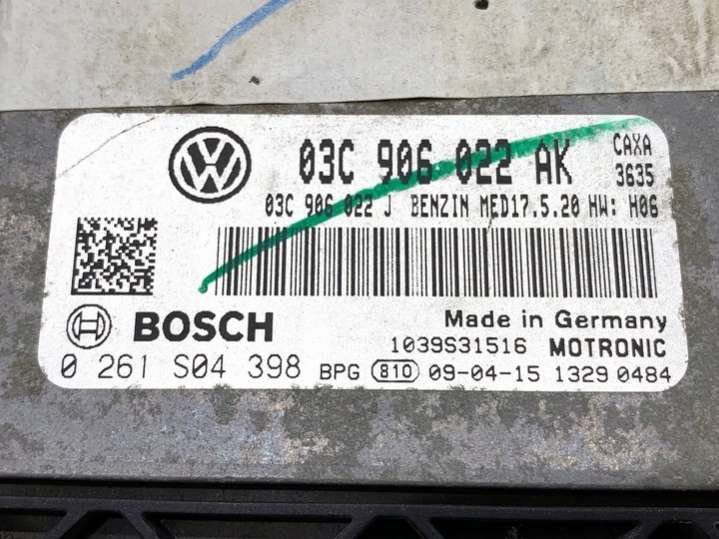 03C 906 022 AK CAXA
3635
03C 906 022 J BENZIN MED17.5.20 HW: H06
BOSCH
Made in Germany
1039S31516 MOTRONIC
0 261 S04 398 BPG 810 09-04-15 1329 0484